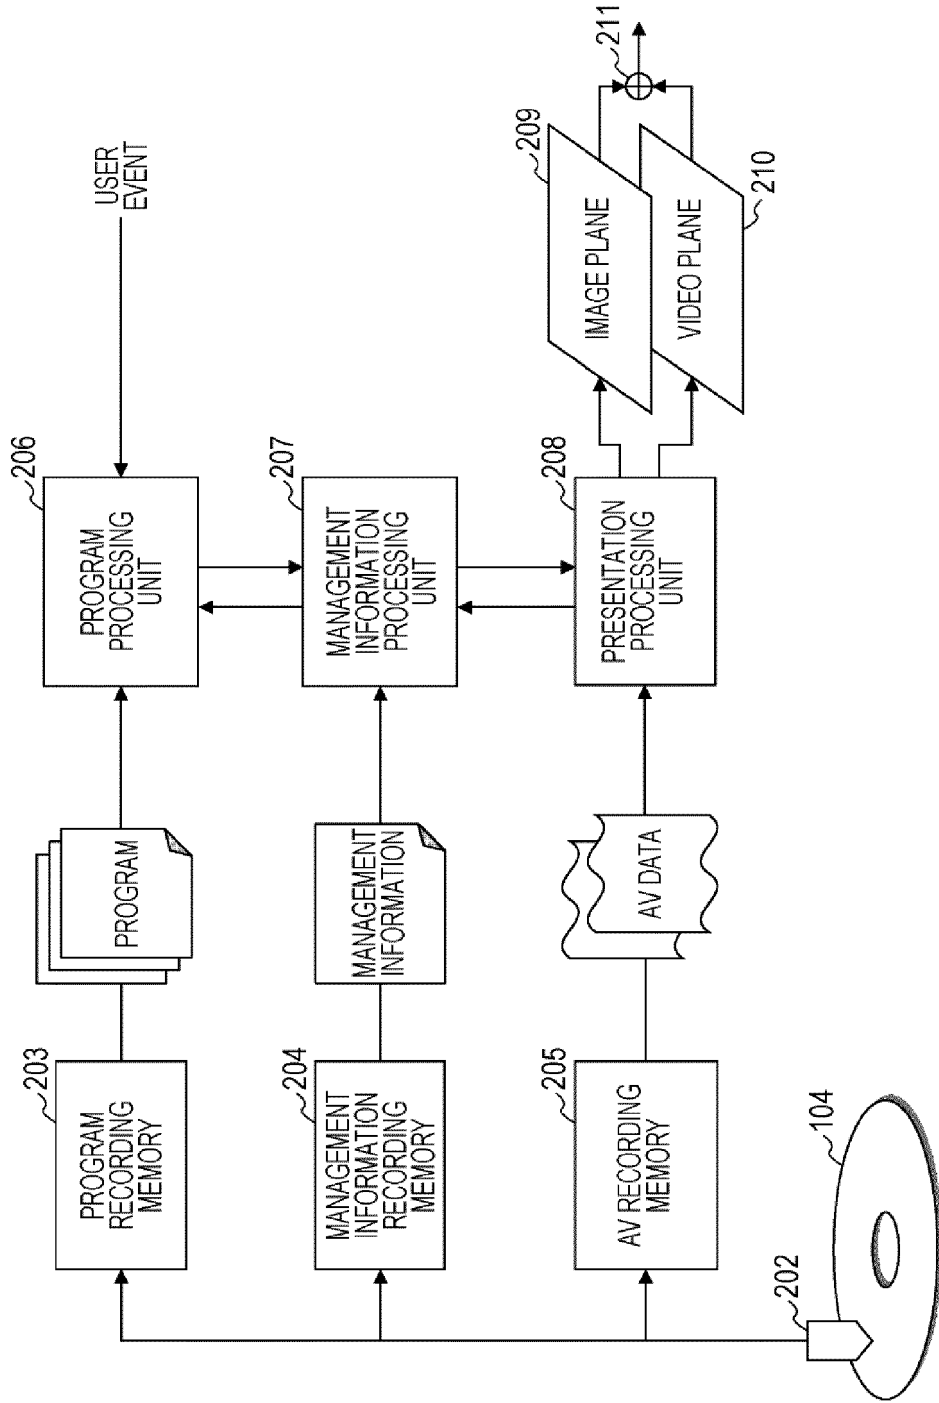 203
PROGRAM
RECORDING
MEMORY
PROGRAM
206
PROGRAM
PROCESSING
UNIT
USER
EVENT
204
MANAGEMENT
INFORMATION
RECORDING
MEMORY
MANAGEMENT
INFORMATION
207
MANAGEMENT
INFORMATION
PROCESSING
UNIT
205
AV RECORDING
MEMORY
AV DATA
208
PRESENTATION
PROCESSING
UNIT
209
IMAGE PLANE
211
VIDEO PLANE
210
202
104